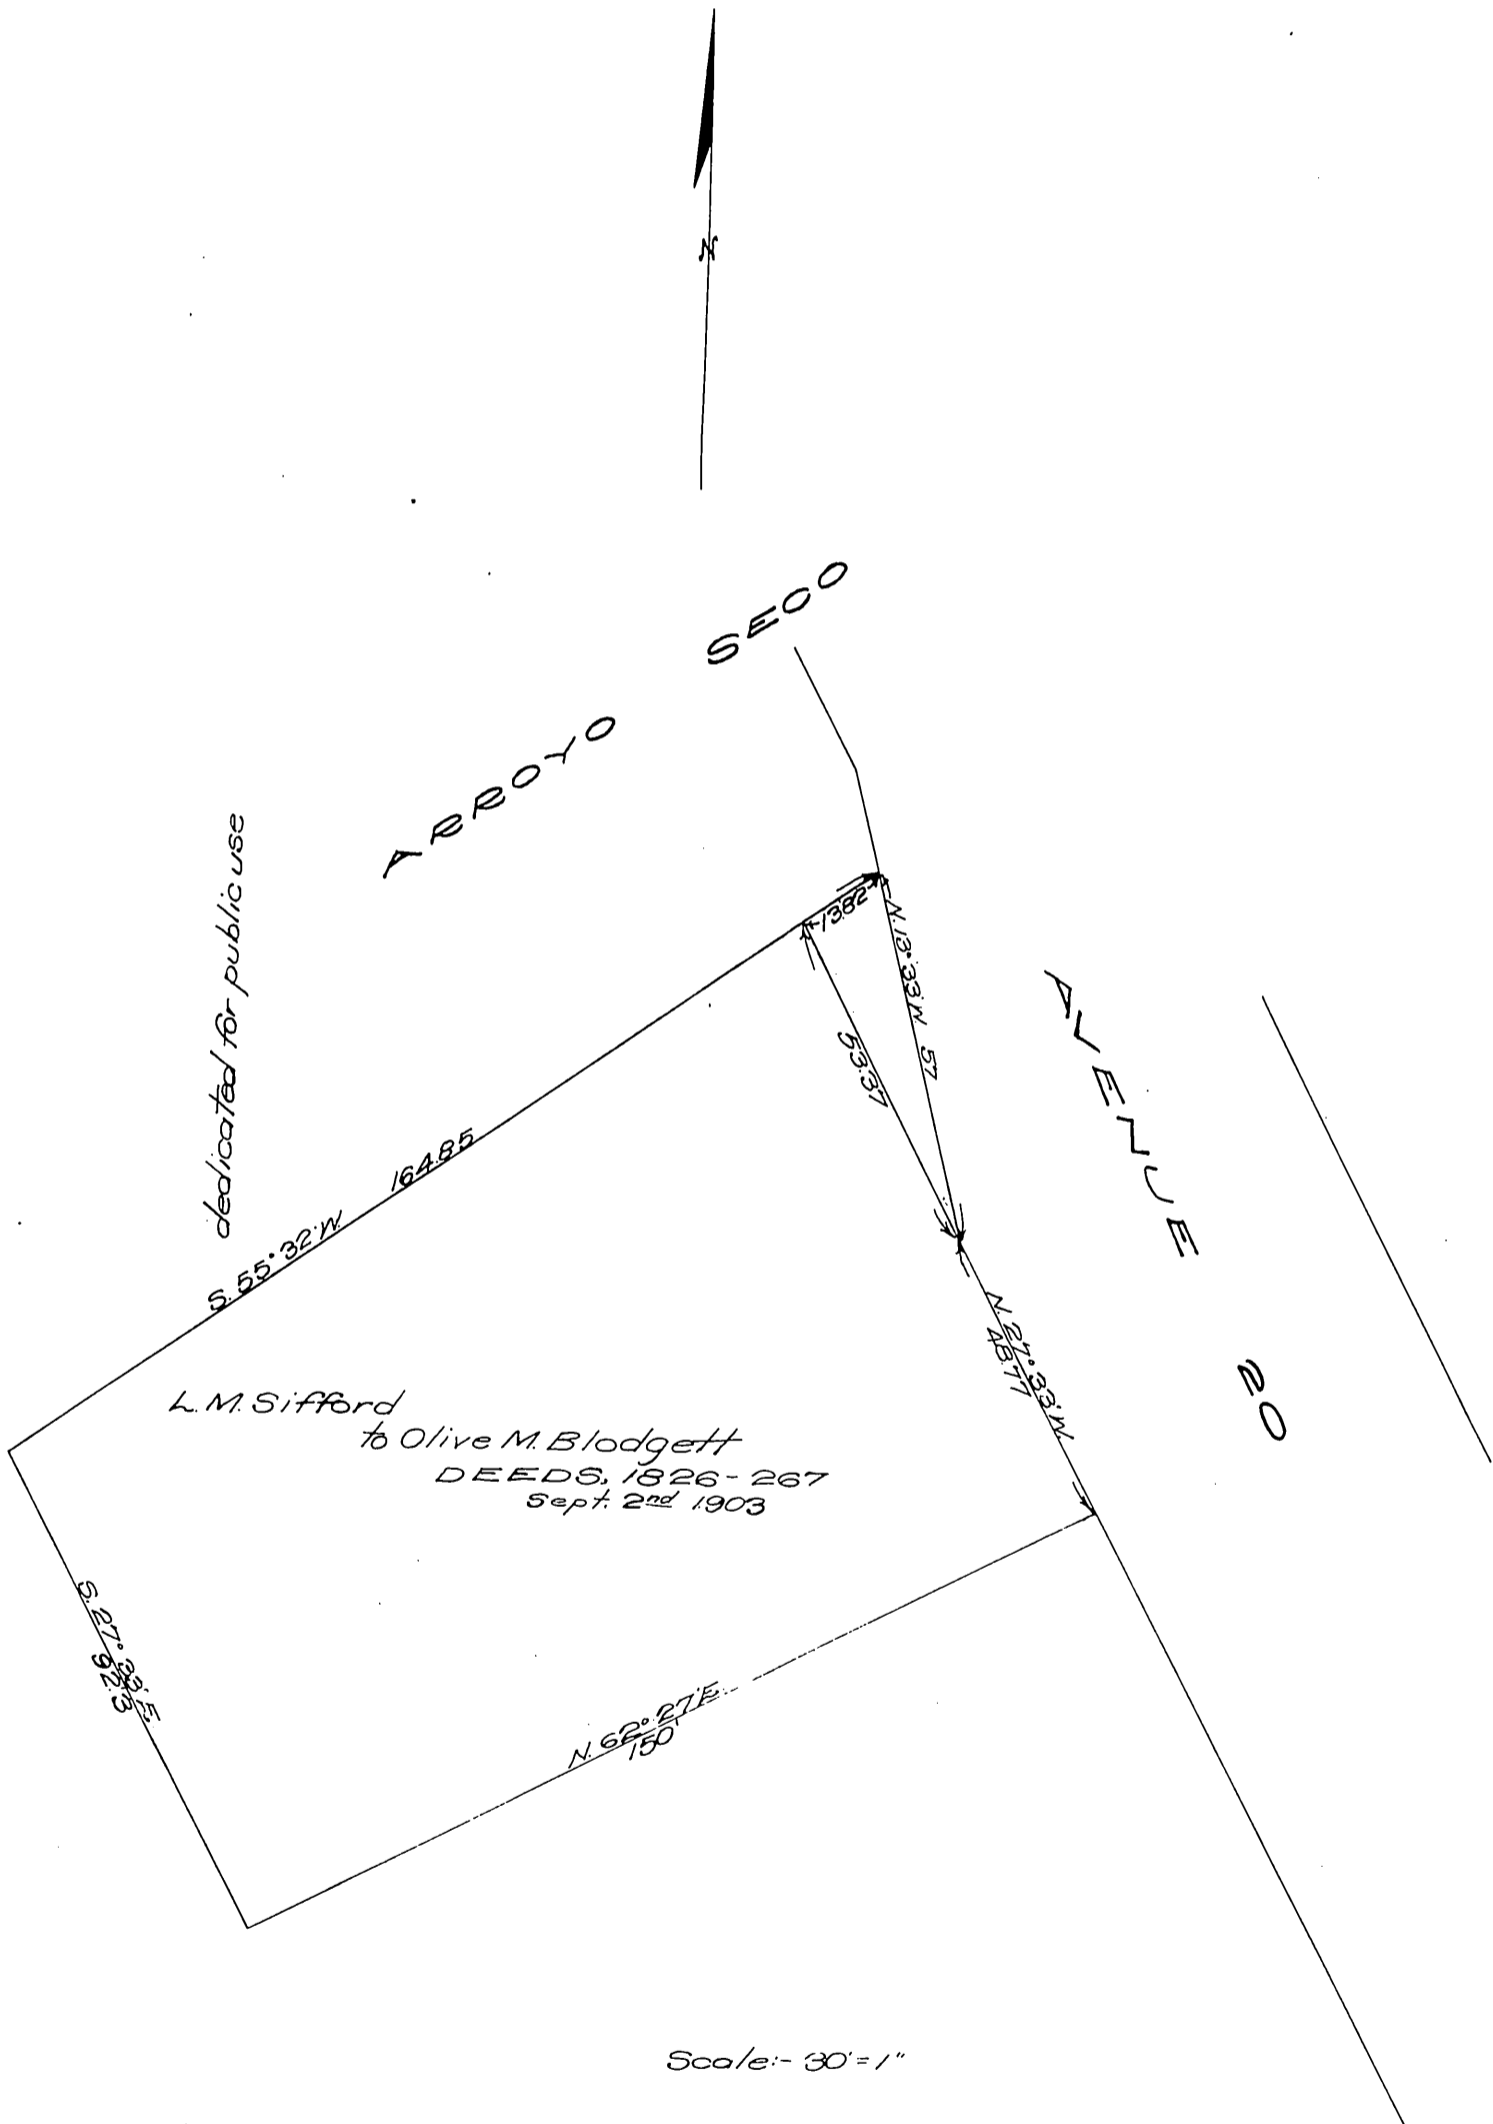 N
ARROYO SECO
dedicated for public use
13.82
N. 13° 33' W. 57
53.37
AVENUE 20
164.85
S. 55° 32' W.
N. 27° 33' W.
48.77
L. M. Sifford
to Olive M. Blodgett
DEEDS, 1826-267
Sept. 2nd 1903
S. 27° 33' E.
92.3
N. 62° 27' E.
150'
Scale:- 30' = 1"